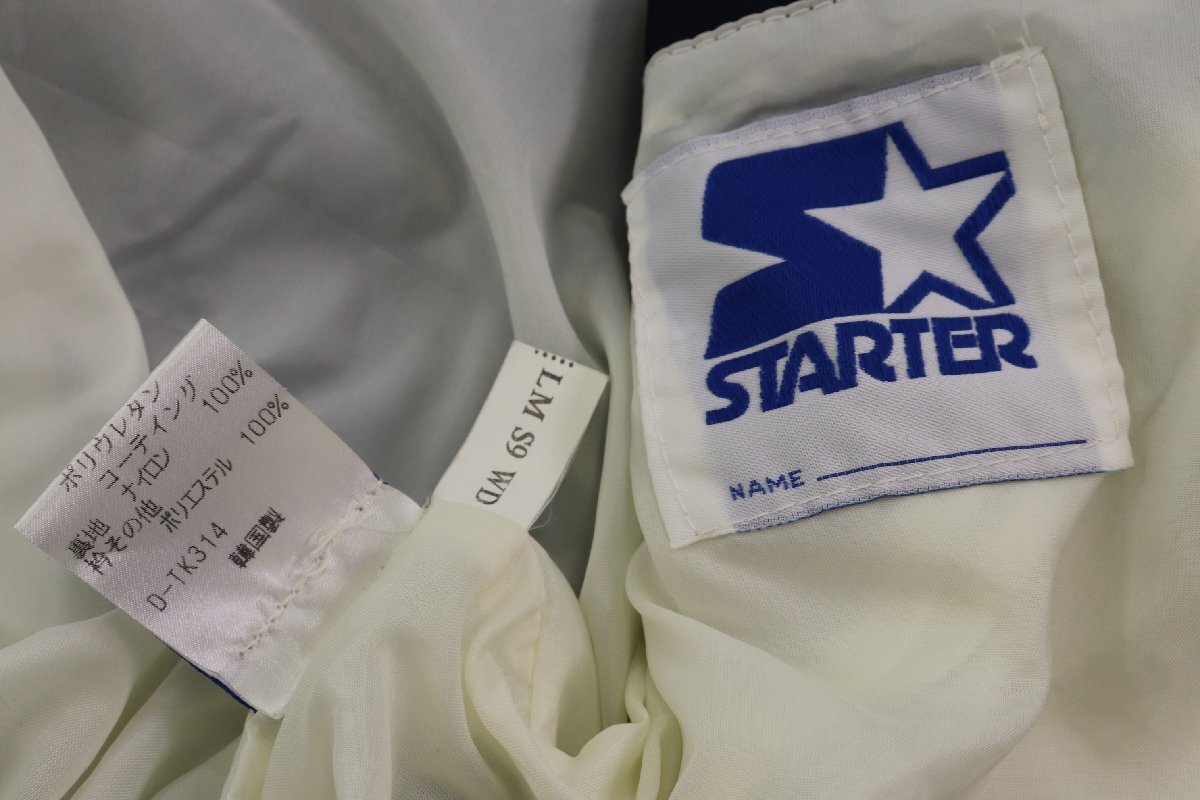 ポリウレタン
コーティング
ナイロン 100%
裏地
衿その他 ポリエステル 100%
D-TK314
韓国製
LM S9 WD
STARTER
NAME